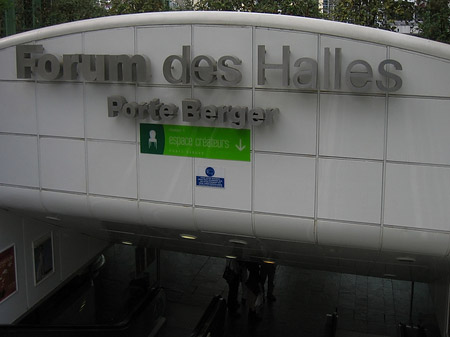 Forum des Halles
Porte Berger
espace créateurs